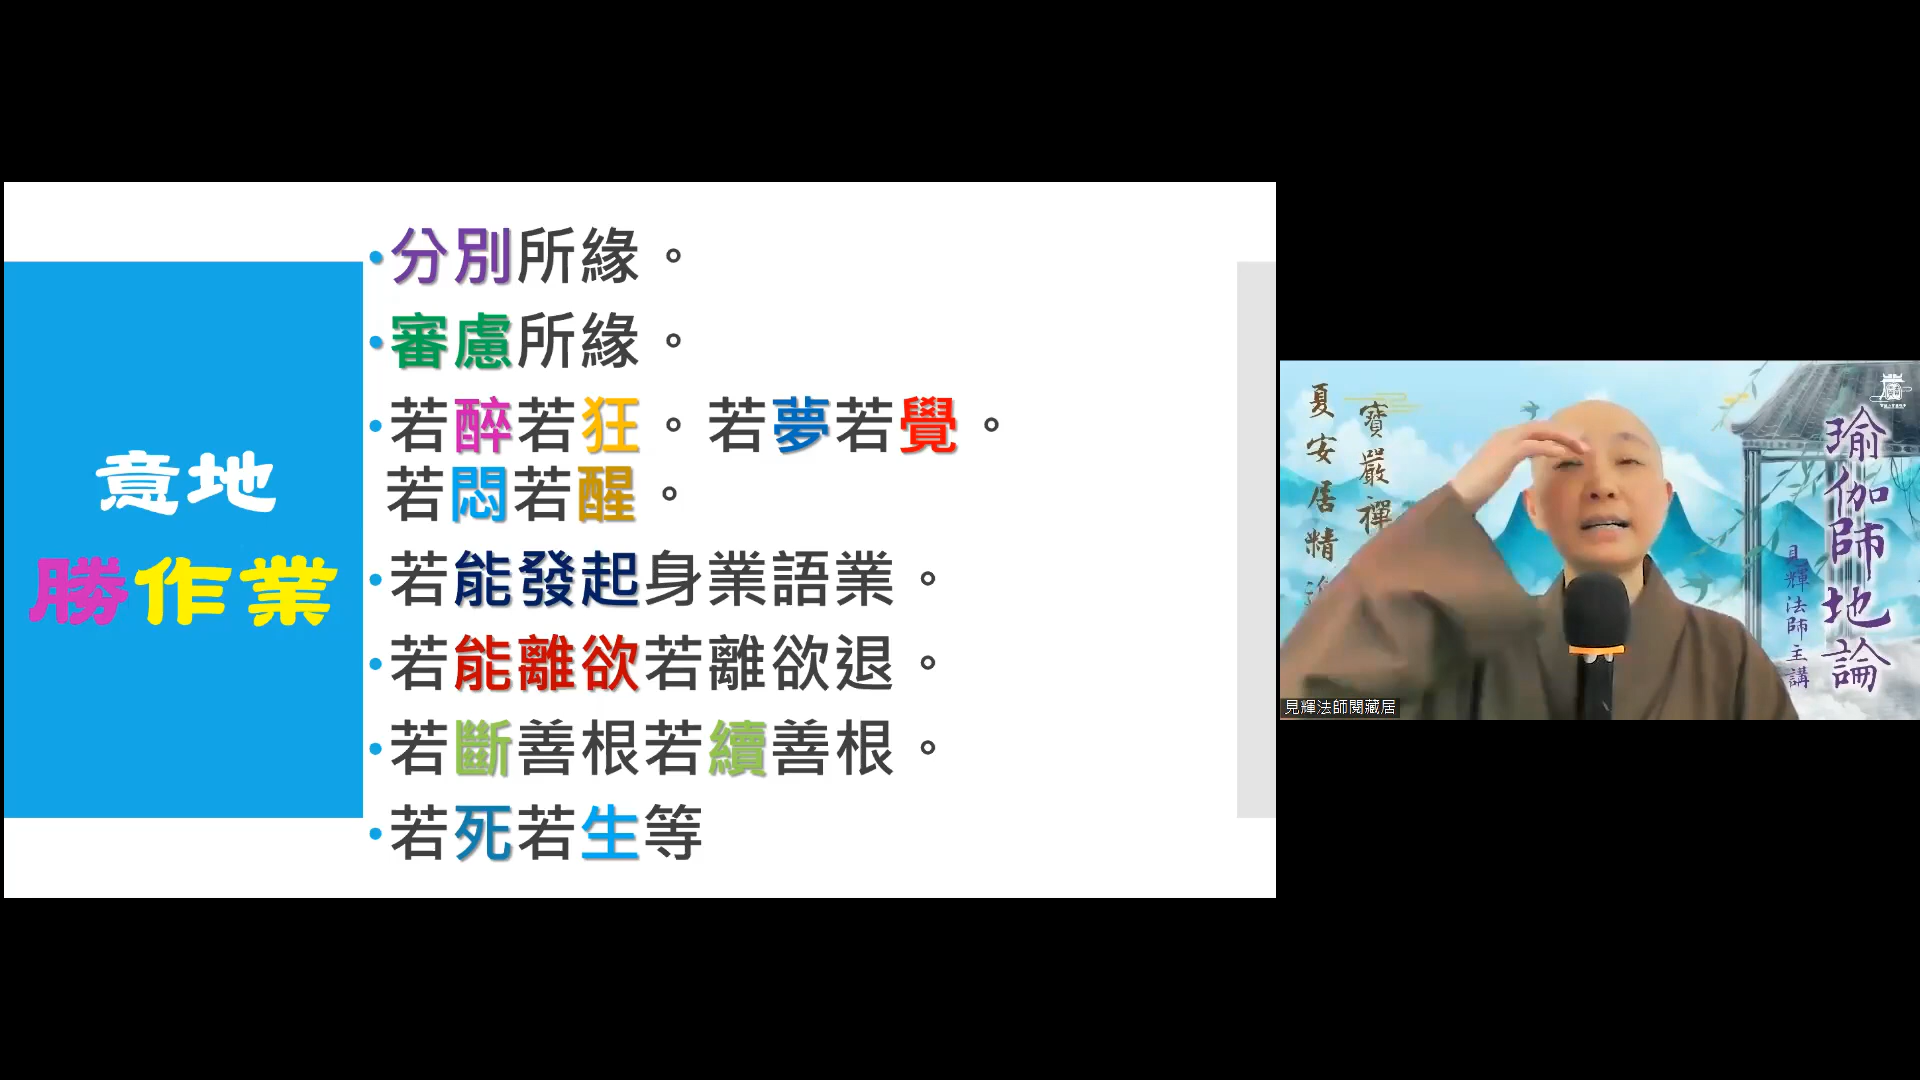 意地
勝作業
•分別所緣。
•審慮所緣。
•若醉若狂。若夢若覺。
若悶若醒。
•若能發起身業語業。
•若能離欲若離欲退。
•若斷善根若續善根。
•若死若生等
夏安居精
寶嚴禪
瑜伽師地論
見輝法師主講
見輝法師閱藏居